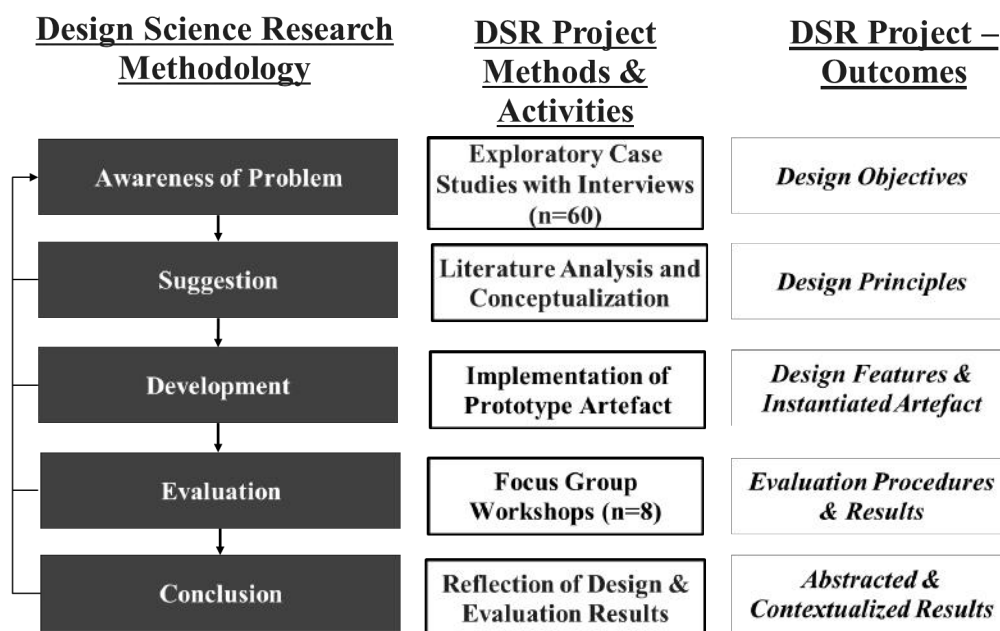 Design Science Research
Methodology
DSR Project
Methods &
Activities
DSR Project –
Outcomes
Awareness of Problem
Exploratory Case
Studies with Interviews
(n=60)
Design Objectives
Suggestion
Literature Analysis and
Conceptualization
Design Principles
Development
Implementation of
Prototype Artefact
Design Features &
Instantiated Artefact
Evaluation
Focus Group
Workshops (n=8)
Evaluation Procedures
& Results
Conclusion
Reflection of Design &
Evaluation Results
Abstracted &
Contextualized Results